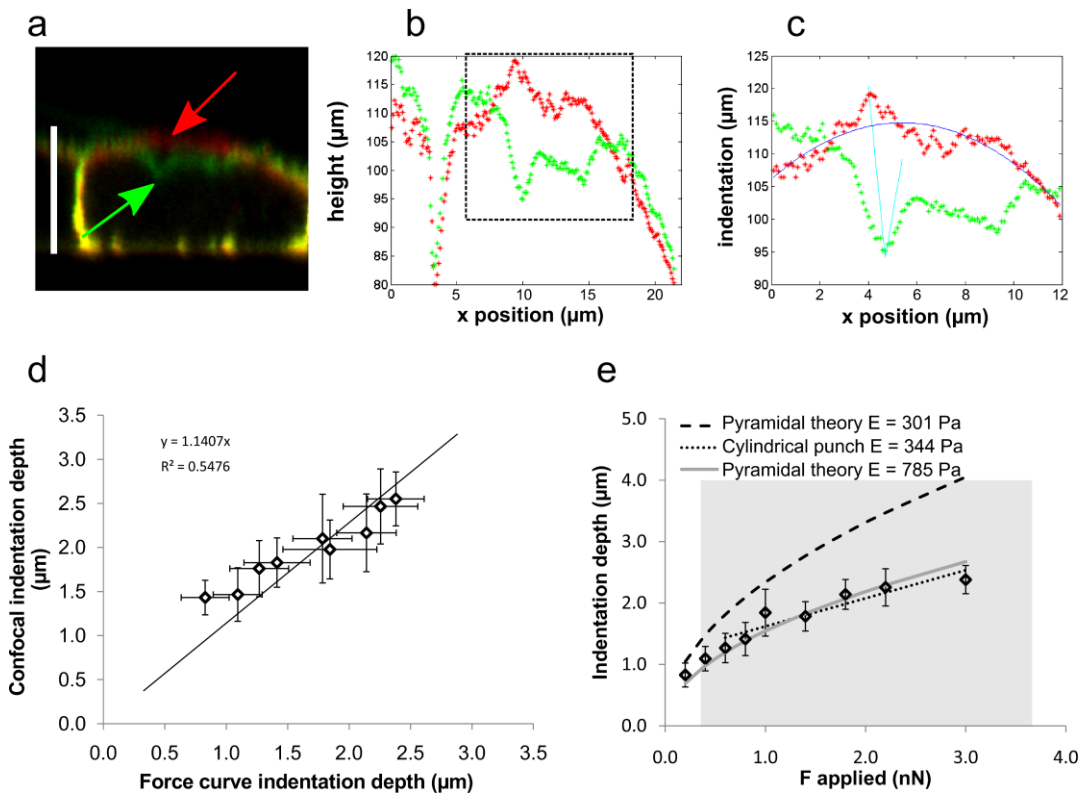 a
b
c
120
115
110
105
100
95
90
85
80
height (µm)
0
5
10
15
20
x position (µm)
125
120
115
110
105
100
95
90
indentation (µm)
0
2
4
6
8
10
12
x position (µm)
d
e
3.5
3.0
2.5
2.0
1.5
1.0
0.5
0.0
Confocal indentation depth
(µm)
y = 1.1407x
R² = 0.5476
0.0
0.5
1.0
1.5
2.0
2.5
3.0
3.5
Force curve indentation depth (µm)
5.0
4.0
3.0
2.0
1.0
0.0
Indentation depth (µm)
Pyramidal theory E = 301 Pa
Cylindrical punch E = 344 Pa
Pyramidal theory E = 785 Pa
0.0
1.0
2.0
3.0
4.0
F applied (nN)